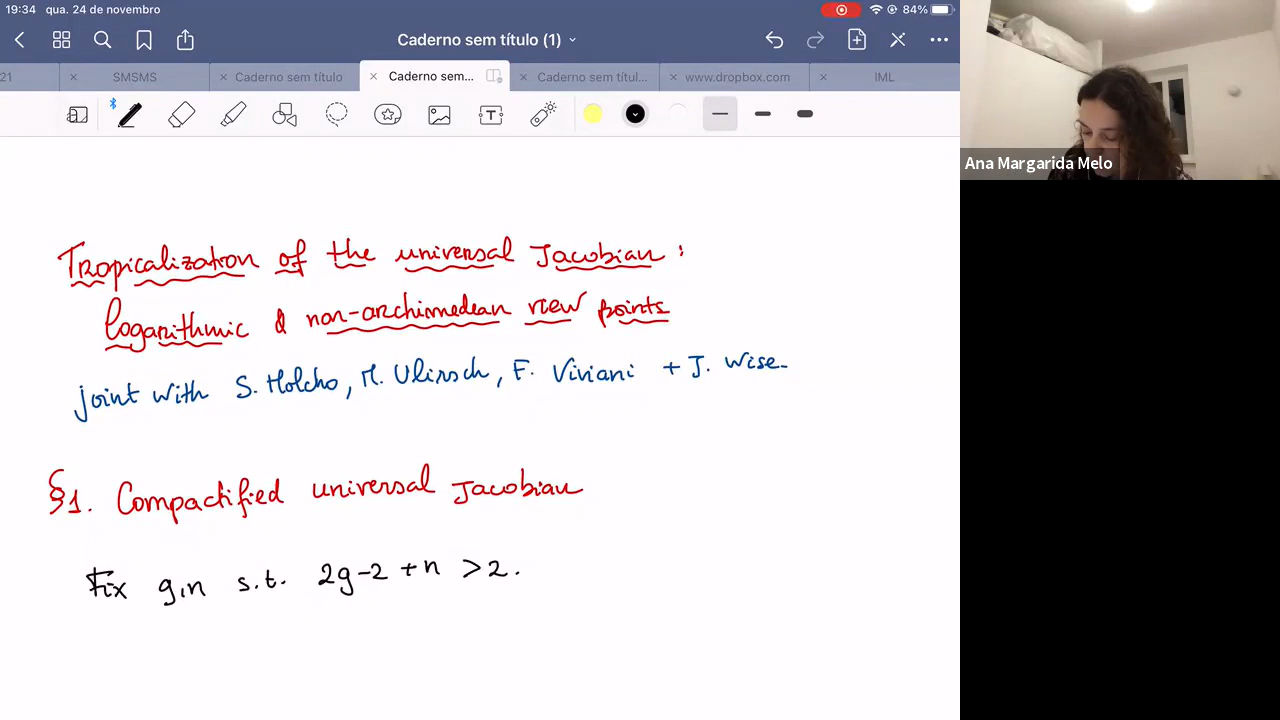 19:34 qua. 24 de novembro 84%
Caderno sem título (1)
21 SMSMS Caderno sem título Caderno sem... Caderno sem títul... www.dropbox.com IML
Ana Margarida Melo
Tropicalization of the universal Jacobian:
logarithmic & non-archimedean view points
joint with S. Molcho, M. Ulirsch, F. Viviani + J. Wise.
§1. Compactified universal Jacobian
Fix g,n s.t. 2g-2+n >2.